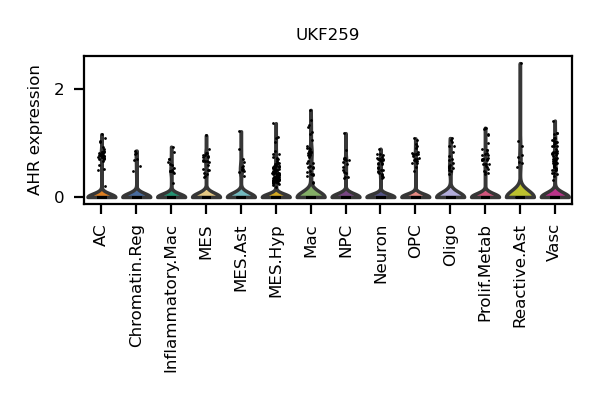 UKF259
AHR expression
2
0
AC
Chromatin.Reg
Inflammatory.Mac
MES
MES.Ast
MES.Hyp
Mac
NPC
Neuron
OPC
Oligo
Prolif.Metab
Reactive.Ast
Vasc